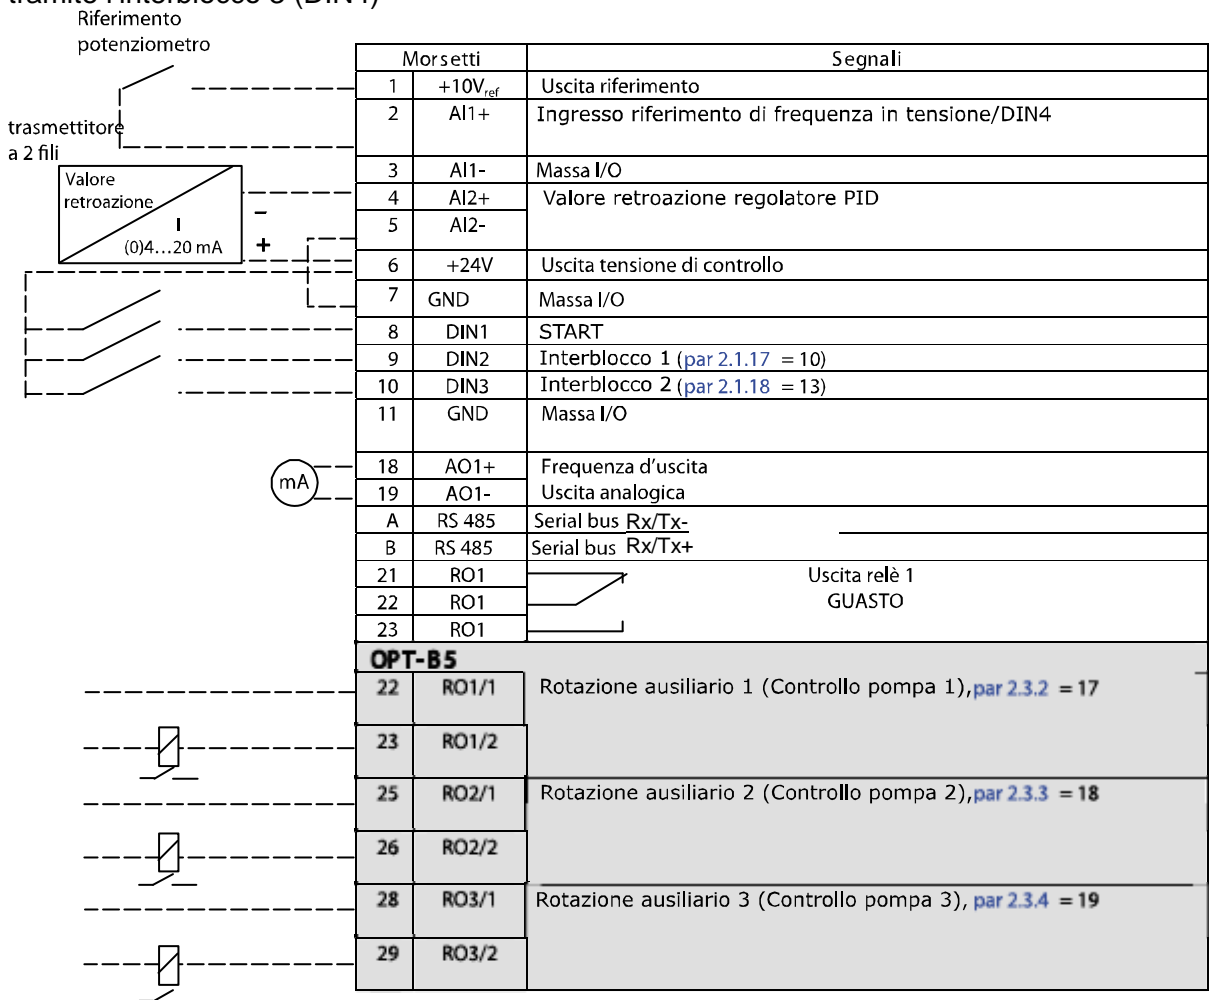 Riferimento
potenziometro
Morsetti Segnali
1 +10Vref Uscita riferimento
2 AI1+ Ingresso riferimento di frequenza in tensione/DIN4
trasmettitore
a 2 fili
3 AI1- Massa I/O
Valore
retroazione
4 AI2+ Valore retroazione regolatore PID
–
5 AI2-
I
(0)4...20 mA +
6 +24V Uscita tensione di controllo
7 GND Massa I/O
8 DIN1 START
9 DIN2 Interblocco 1 (par 2.1.17 = 10)
10 DIN3 Interblocco 2 (par 2.1.18 = 13)
11 GND Massa I/O
mA
18 AO1+ Frequenza d'uscita
19 AO1- Uscita analogica
A RS 485 Serial bus Rx/Tx-
B RS 485 Serial bus Rx/Tx+
21 RO1 Uscita relè 1
22 RO1 GUASTO
23 RO1
OPT-B5
22 RO1/1 Rotazione ausiliario 1 (Controllo pompa 1),par 2.3.2 = 17
23 RO1/2
25 RO2/1 Rotazione ausiliario 2 (Controllo pompa 2),par 2.3.3 = 18
26 RO2/2
28 RO3/1 Rotazione ausiliario 3 (Controllo pompa 3), par 2.3.4 = 19
29 RO3/2